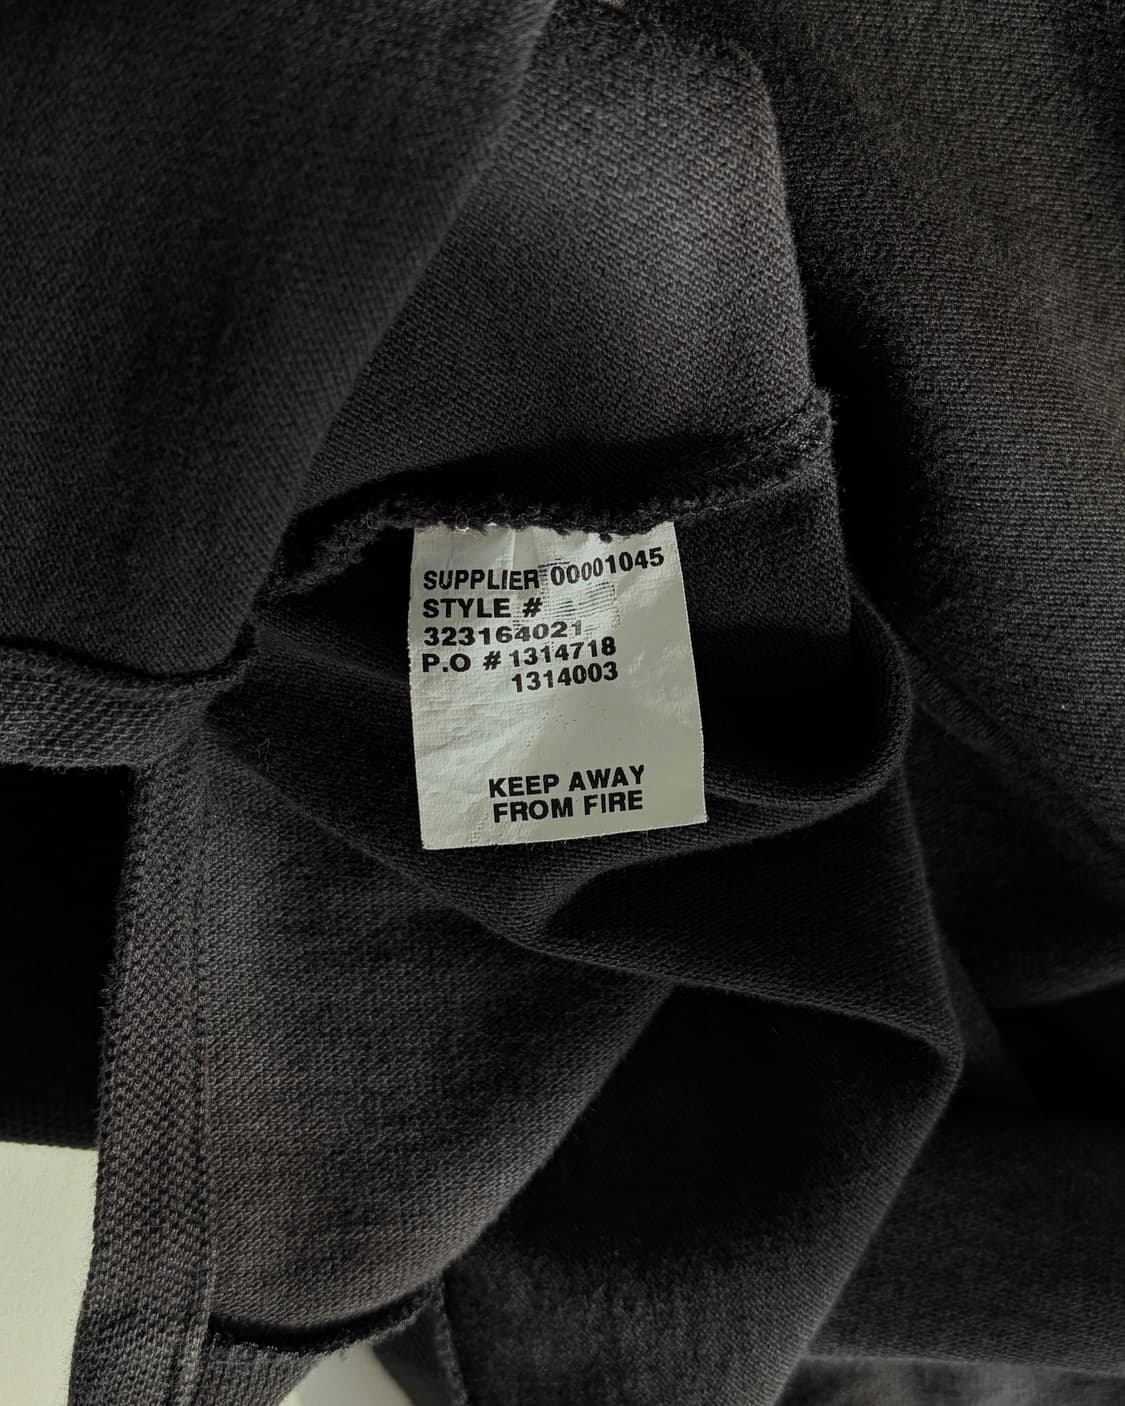 SUPPLIER 00001045
STYLE #
323164021
P.O # 1314718
1314003
KEEP AWAY
FROM FIRE